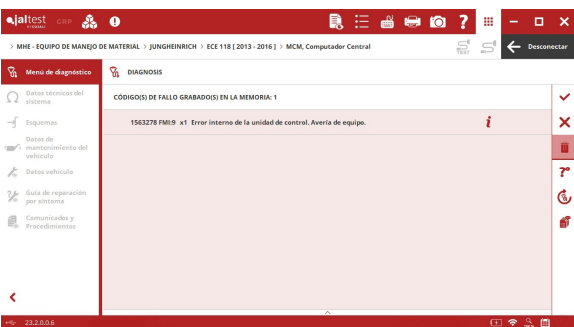 jaltest GRP
MHE - EQUIPO DE MANEJO DE MATERIAL > JUNGHEINRICH > ECE 118 [ 2013 - 2016 ] > MCM, Computador Central
TEST
Desconectar
Menú de diagnóstico
DIAGNOSIS
Datos técnicos del
sistema
CÓDIGO(S) DE FALLO GRABADO(S) EN LA MEMORIA: 1
Esquemas
1563278 FMI:9 x1 Error interno de la unidad de control. Avería de equipo.
Datos de
mantenimiento del
vehículo
Datos vehículo
Guía de reparación
por síntoma
Comunicados y
Procedimientos
23.2.0.0.6